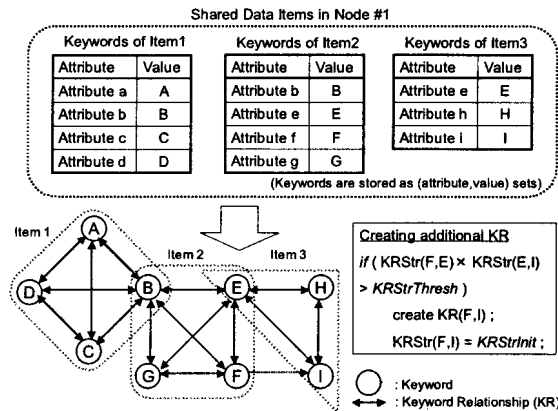 Shared Data Items in Node #1
Keywords of Item1
Attribute Value
Attribute a A
Attribute b B
Attribute c C
Attribute d D
Keywords of Item2
Attribute Value
Attribute b B
Attribute e E
Attribute f F
Attribute g G
Keywords of Item3
Attribute Value
Attribute e E
Attribute h H
Attribute i I
(Keywords are stored as (attribute,value) sets)
Item 1
Item 2
Item 3
A
D
B
E
H
C
G
F
I
Creating additional KR
if ( KRStr(F,E) × KRStr(E,I)
> KRStrThresh )
create KR(F,I) ;
KRStr(F,I) = KRStrInit ;
: Keyword
: Keyword Relationship (KR)